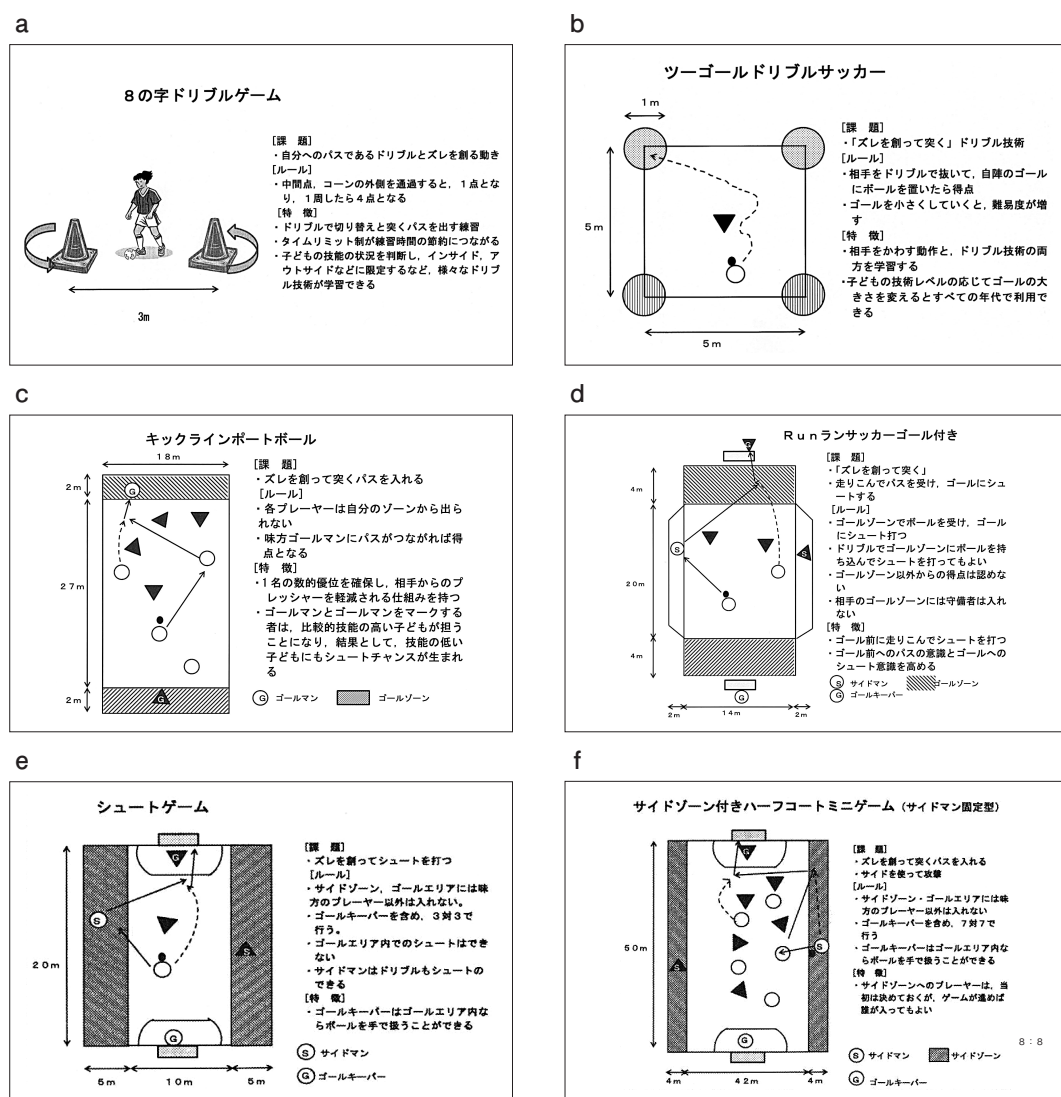 a
8の字ドリブルゲーム
[課 題]
・自分へのパスであるドリブルとズレを創る動き
[ルール]
・中間点,コーンの外側を通過すると,1点とな
り,1周したら4点となる
[特 徴]
・ドリブルで切り替えと突くパスを出す練習
・タイムリミット制が練習時間の節約につながる
・子どもの技能の状況を判断し,インサイド,ア
ウトサイドなどに限定するなど,様々なドリブ
ル技術が学習できる
3m
b
ツーゴールドリブルサッカー
1m
5m
5m
[課 題]
・「ズレを創って突く」ドリブル技術
[ルール]
・相手をドリブルで抜いて,自陣のゴール
にボールを置いたら得点
・ゴールを小さくしていくと,難易度が増
す
[特 徴]
・相手をかわす動作と,ドリブル技術の両
方を学習する
・子どもの技術レベルの応じてゴールの大
きさを変えるとすべての年代で利用で
きる
c
キックラインポートボール
18m
2m
27m
2m
G
G
[課 題]
・ズレを創って突くパスを入れる
[ルール]
・各プレーヤーは自分のゾーンから出ら
れない
・味方ゴールマンにパスがつながれば得
点となる
[特 徴]
・1名の数的優位を確保し,相手からのプ
レッシャーを軽減される仕組みを持つ
・ゴールマンとゴールマンをマークする
者は,比較的技能の高い子どもが担う
ことになり,結果として,技能の低い
子どもにもシュートチャンスが生まれ
る
G ゴールマン ゴールゾーン
d
Runランサッカーゴール付き
G
4m
S
S
20m
4m
G
2m 14m 2m
[課 題]
・「ズレを創って突く」
・走りこんでパスを受け,ゴールにシュ
ートする
[ルール]
・ゴールゾーンでボールを受け,ゴール
にシュート打つ
・ドリブルでゴールゾーンにボールを持
ち込んでシュートを打ってもよい
・ゴールゾーン以外からの得点は認めな
い
・相手のゴールゾーンには守備者は入れ
ない
[特 徴]
・ゴール前に走りこんでシュートを打つ
・ゴール前へのパスの意識とゴールへの
シュート意識を高める
S サイドマン ゴールゾーン
G ゴールキーパー
e
シュートゲーム
G
S
S
20m
G
5m 10m 5m
[課 題]
・ズレを創ってシュートを打つ
[ルール]
・サイドゾーン,ゴールエリアには味
方のプレーヤー以外は入れない。
・ゴールキーパーを含め,3対3で
行う。
・ゴールエリア内でのシュートはでき
ない
・サイドマンはドリブルもシュートの
できる
[特 徴]
・ゴールキーパーはゴールエリア内な
らボールを手で扱うことができる
S サイドマン
G ゴールキーパー
f
サイドゾーン付きハーフコートミニゲーム(サイドマン固定型)
G
S
S
50m
G
4m 42m 4m
[課 題]
・ズレを創って突くパスを入れる
・サイドを使って攻撃
[ルール]
・サイドゾーン・ゴールエリアには味
方のプレーヤー以外は入れない
・ゴールキーパーを含め,7対7で
行う
・ゴールキーパーはゴールエリア内な
らボールを手で扱うことができる
[特 徴]
・サイドゾーンへのプレーヤーは,当
初は決めておくが,ゲームが進めば
誰が入ってもよい
8:8
S サイドマン サイドゾーン
G ゴールキーパー